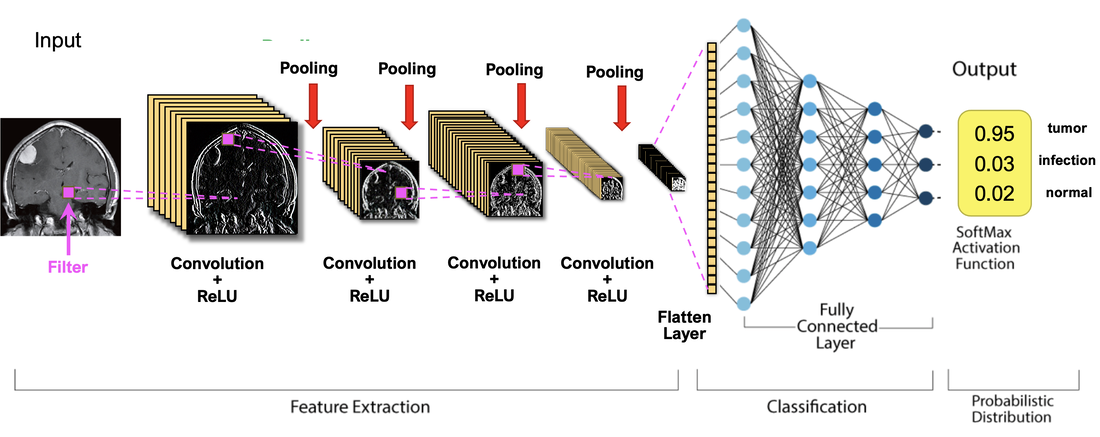 Input
Pooling
Pooling
Pooling
Pooling
Filter
Convolution
+
ReLU
Convolution
+
ReLU
Convolution
+
ReLU
Convolution
+
ReLU
Flatten
Layer
Fully
Connected
Layer
Output
0.95 tumor
0.03 infection
0.02 normal
SoftMax
Activation
Function
Feature Extraction
Classification
Probabilistic
Distribution